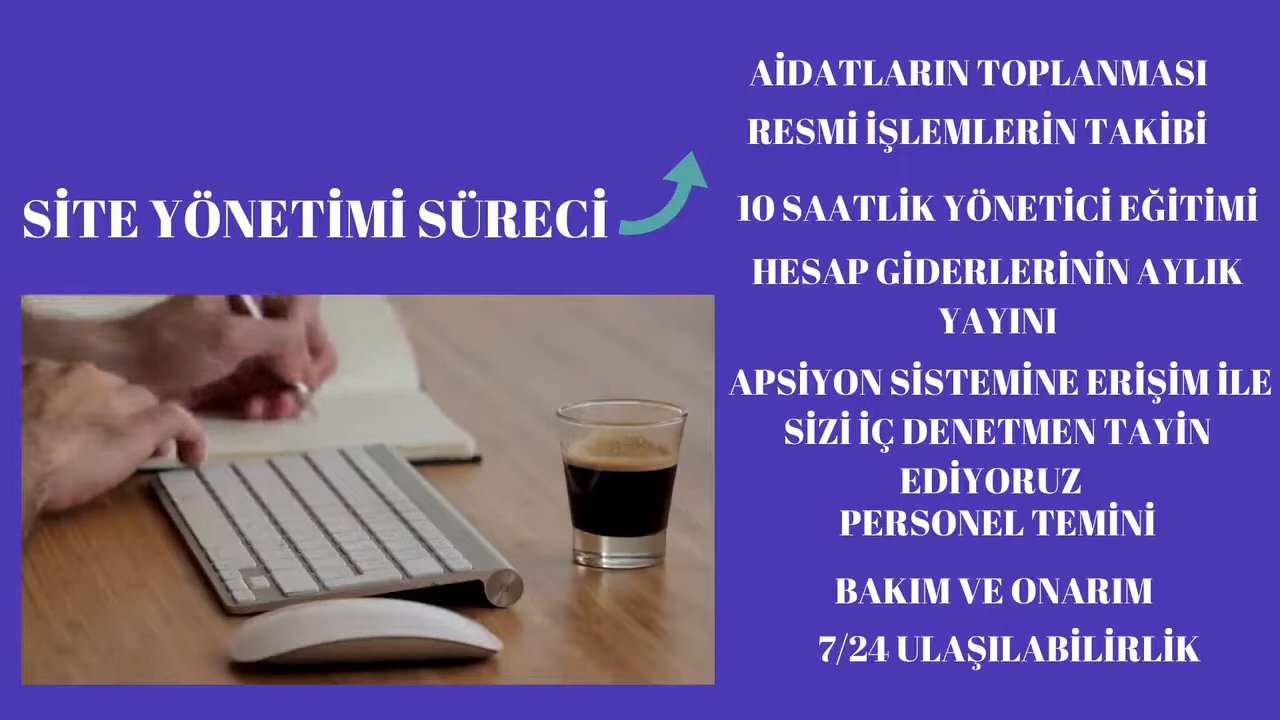 SİTE YÖNETİMİ SÜRECİ
AİDATLARIN TOPLANMASI
RESMİ İŞLEMLERİN TAKİBİ
10 SAATLİK YÖNETİCİ EĞİTİMİ
HESAP GİDERLERİNİN AYLIK
YAYINI
APSİYON SİSTEMİNE ERİŞİM İLE
SİZİ İÇ DENETMEN TAYİN
EDİYORUZ
PERSONEL TEMİNİ
BAKIM VE ONARIM
7/24 ULAŞILABİLİRLİK